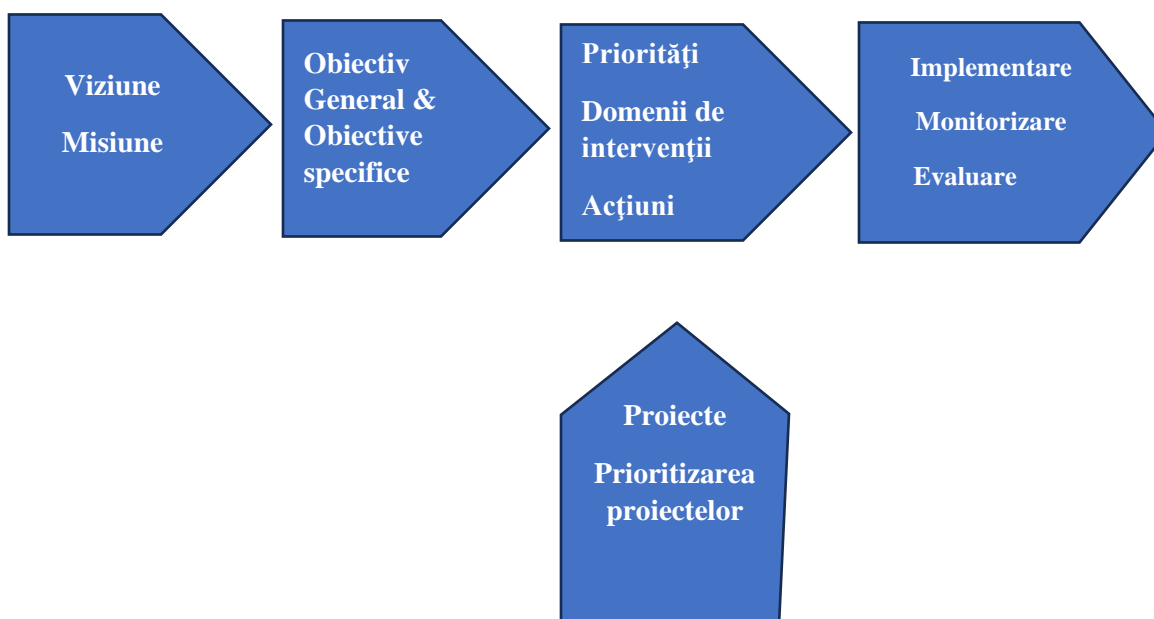 Viziune
Misiune
Obiectiv
General &
Obiective
specifice
Priorităţi
Domenii de
intervenţii
Acţiuni
Implementare
Monitorizare
Evaluare
Proiecte
Prioritizarea
proiectelor